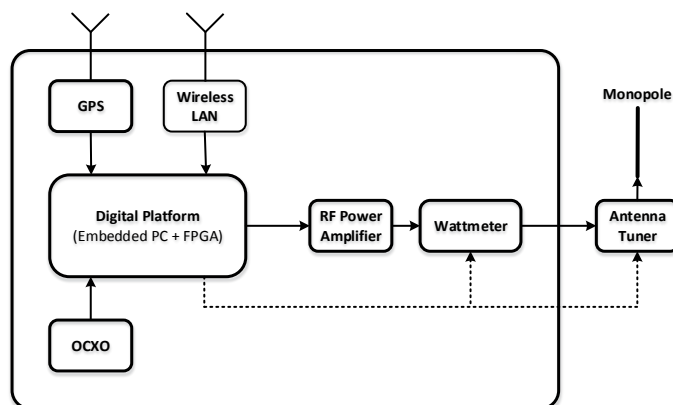 GPS
Wireless
LAN
Monopole
Digital Platform
(Embedded PC + FPGA)
RF Power
Amplifier
Wattmeter
Antenna
Tuner
OCXO